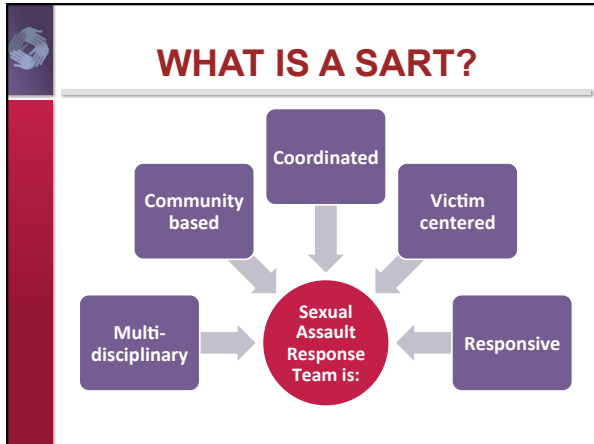 WHAT IS A SART?
Coordinated
Community
based
Victim
centered
Multi-
disciplinary
Sexual
Assault
Response
Team is:
Responsive